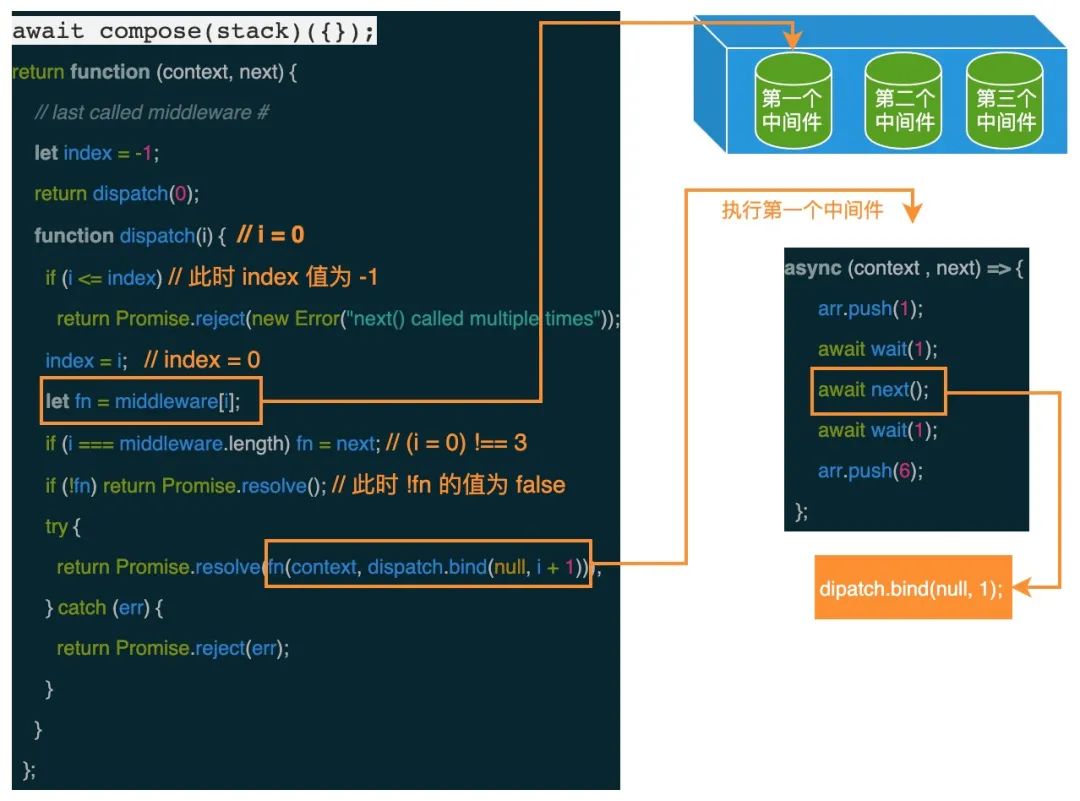 await compose(stack)({});
return function (context, next) {
// last called middleware #
let index = -1;
return dispatch(0);
function dispatch(i) { // i = 0
if (i <= index) // 此时 index 值为 -1
return Promise.reject(new Error("next() called multiple times"));
index = i; // index = 0
let fn = middleware[i];
if (i === middleware.length) fn = next; // (i = 0) !== 3
if (!fn) return Promise.resolve(); // 此时 !fn 的值为 false
try {
return Promise.resolve(fn(context, dispatch.bind(null, i + 1)));
} catch (err) {
return Promise.reject(err);
}
}
};
第一个
中间件
第二个
中间件
第三个
中间件
执行第一个中间件
async (context , next) => {
arr.push(1);
await wait(1);
await next();
await wait(1);
arr.push(6);
};
dipatch.bind(null, 1);